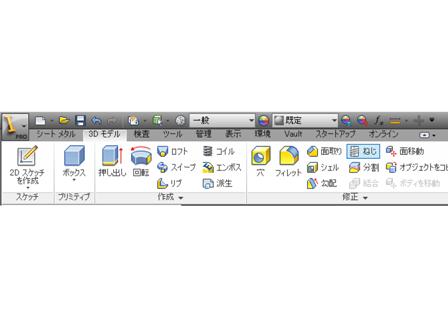 PRO 一般 既定 fx
シート メタル 3D モデル 検査 ツール 管理 表示 環境 Vault スタートアップ オンライン
2D スケッチを作成 ボックス 押し出し 回転 ロフト コイル 穴 フィレット 面取り ねじ 面移動
スイープ エンボス シェル 分割 オブジェクトをコピ
リブ 派生 勾配 結合 ボディを移動
スケッチ プリミティブ 作成 修正